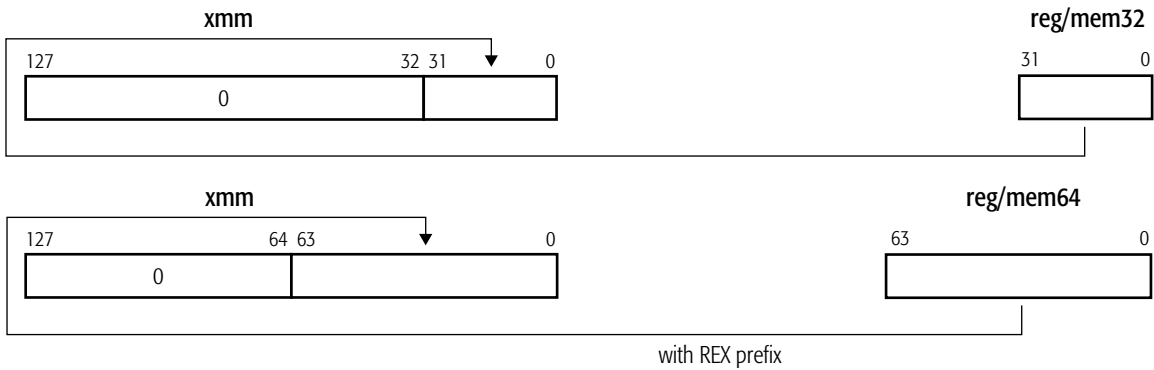 xmm reg/mem32
127 32 31 0 31 0
0
xmm reg/mem64
127 64 63 0 63 0
0
with REX prefix